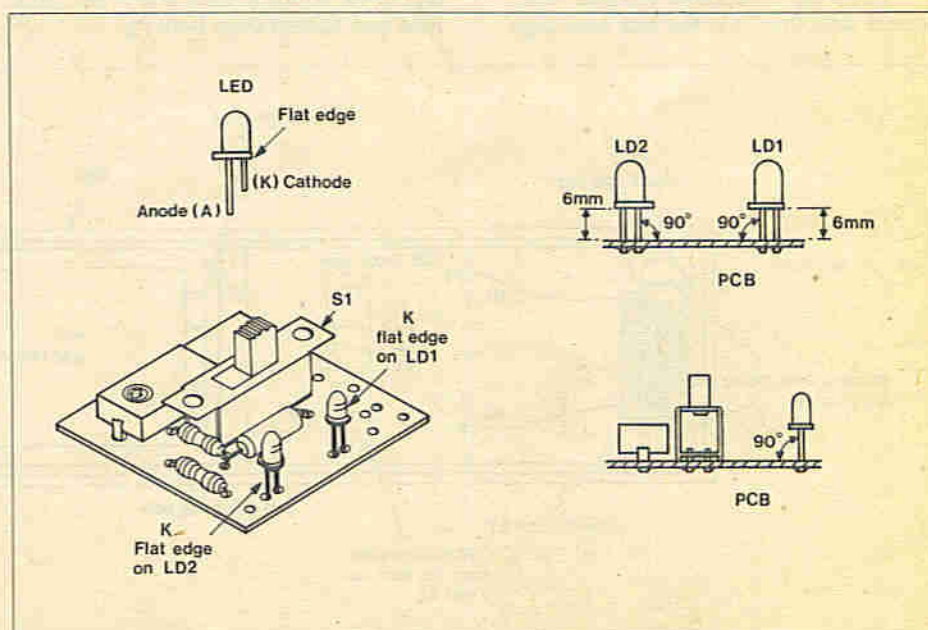 LED
Flat edge
(K) Cathode
Anode (A)
LD2
LD1
6mm
90°
90°
6mm
PCB
S1
K
flat edge
on LD1
K
Flat edge
on LD2
90°
PCB